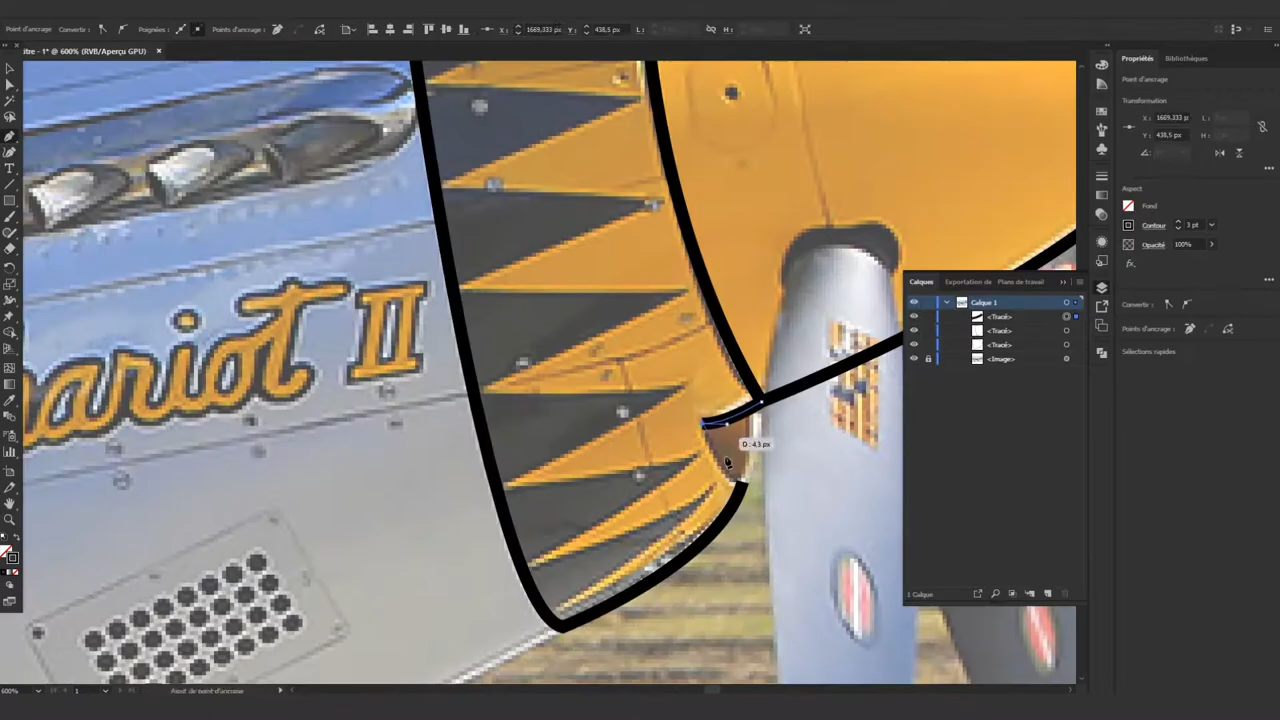 Point d'ancrage Convertir : Poignées : Points d'ancrage : X : 1669,333 p Y : 438,5 px L : H :
itre - 1* @ 600% (RVB/Aperçu GPU) ×
Propriétés Bibliothèques
Point d'ancrage
Transformation
X : 1669,333 p L :
Y : 438,5 px H :
Aspect
Fond
Contour 3 pt
Opacité 100%
fx.
Convertir :
Points d'ancrage :
Sélections rapides
Calques Exportation de Plans de travail
Calque 1
<Tracé>
<Tracé>
<Tracé>
<Image>
1 Calque
hariot II
D : 4,3 px
600% 1 Ajout de point d'ancrage